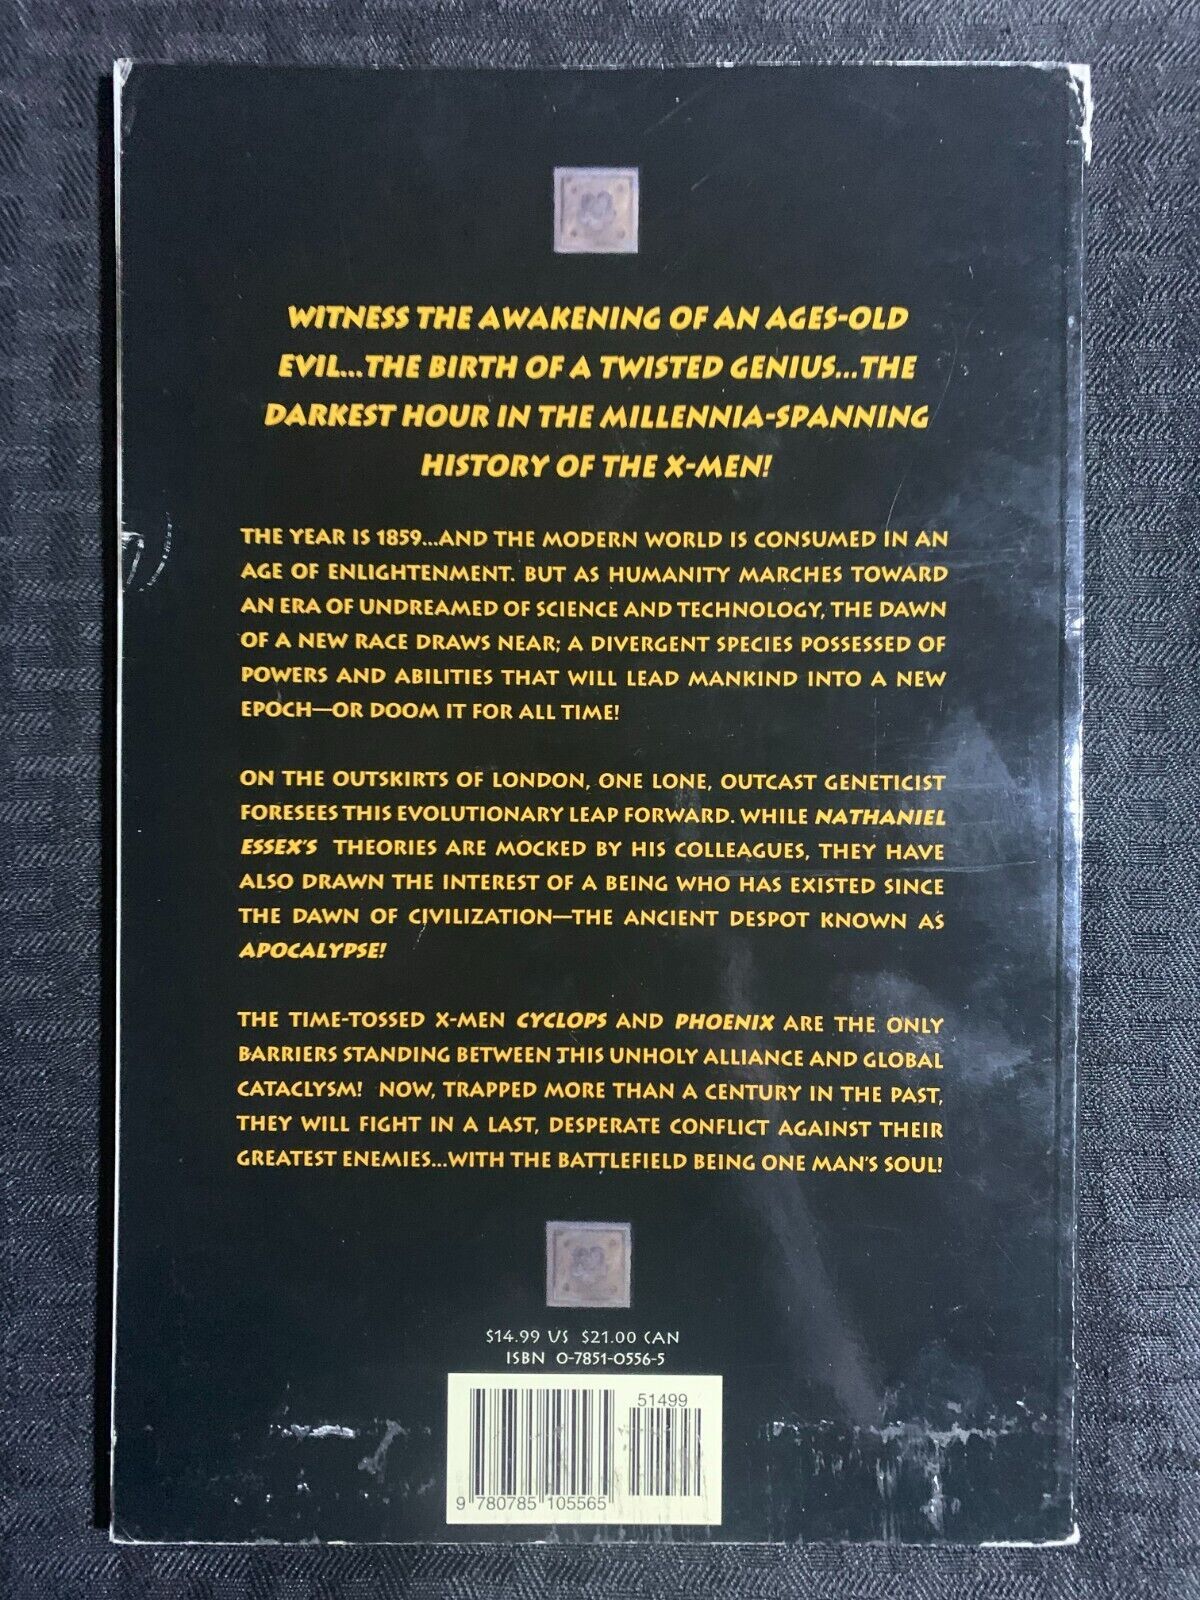 WITNESS THE AWAKENING OF AN AGES-OLD
EVIL...THE BIRTH OF A TWISTED GENIUS...THE
DARKEST HOUR IN THE MILLENNIA-SPANNING
HISTORY OF THE X-MEN!
THE YEAR IS 1859...AND THE MODERN WORLD IS CONSUMED IN AN
AGE OF ENLIGHTENMENT. BUT AS HUMANITY MARCHES TOWARD
AN ERA OF UNDREAMED OF SCIENCE AND TECHNOLOGY, THE DAWN
OF A NEW RACE DRAWS NEAR; A DIVERGENT SPECIES POSSESSED OF
POWERS AND ABILITIES THAT WILL LEAD MANKIND INTO A NEW
EPOCH—OR DOOM IT FOR ALL TIME!
ON THE OUTSKIRTS OF LONDON, ONE LONE, OUTCAST GENETICIST
FORESEES THIS EVOLUTIONARY LEAP FORWARD. WHILE NATHANIEL
ESSEX'S THEORIES ARE MOCKED BY HIS COLLEAGUES, THEY HAVE
ALSO DRAWN THE INTEREST OF A BEING WHO HAS EXISTED SINCE
THE DAWN OF CIVILIZATION—THE ANCIENT DESPOT KNOWN AS
APOCALYPSE!
THE TIME-TOSSED X-MEN CYCLOPS AND PHOENIX ARE THE ONLY
BARRIERS STANDING BETWEEN THIS UNHOLY ALLIANCE AND GLOBAL
CATACLYSM! NOW, TRAPPED MORE THAN A CENTURY IN THE PAST,
THEY WILL FIGHT IN A LAST, DESPERATE CONFLICT AGAINST THEIR
GREATEST ENEMIES...WITH THE BATTLEFIELD BEING ONE MAN'S SOUL!
$14.99 US $21.00 CAN
ISBN 0-7851-0556-5
51499
9 780785 105565